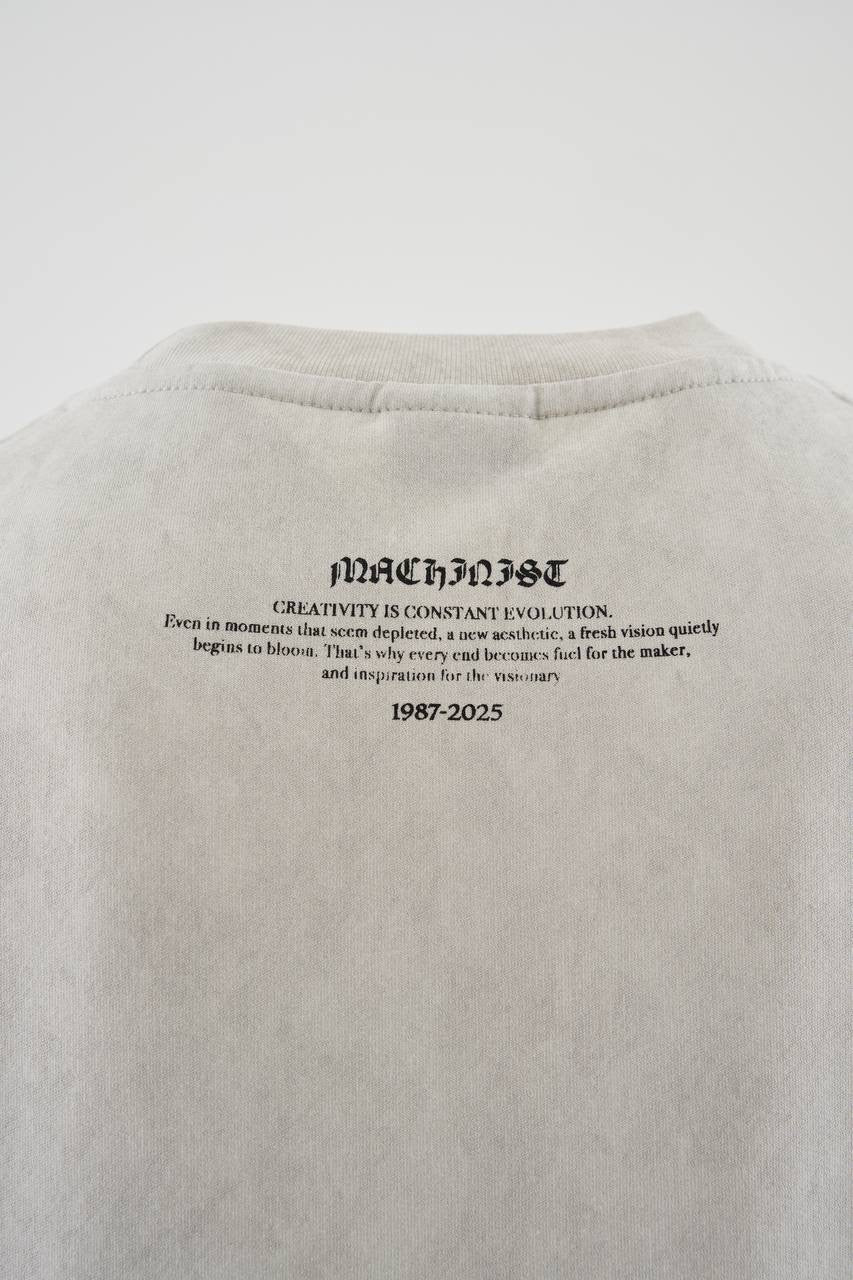 MACHINIST
CREATIVITY IS CONSTANT EVOLUTION.
Even in moments that seem depleted, a new aesthetic, a fresh vision quietly
begins to bloom. That's why every end becomes fuel for the maker,
and inspiration for the visionary
1987-2025